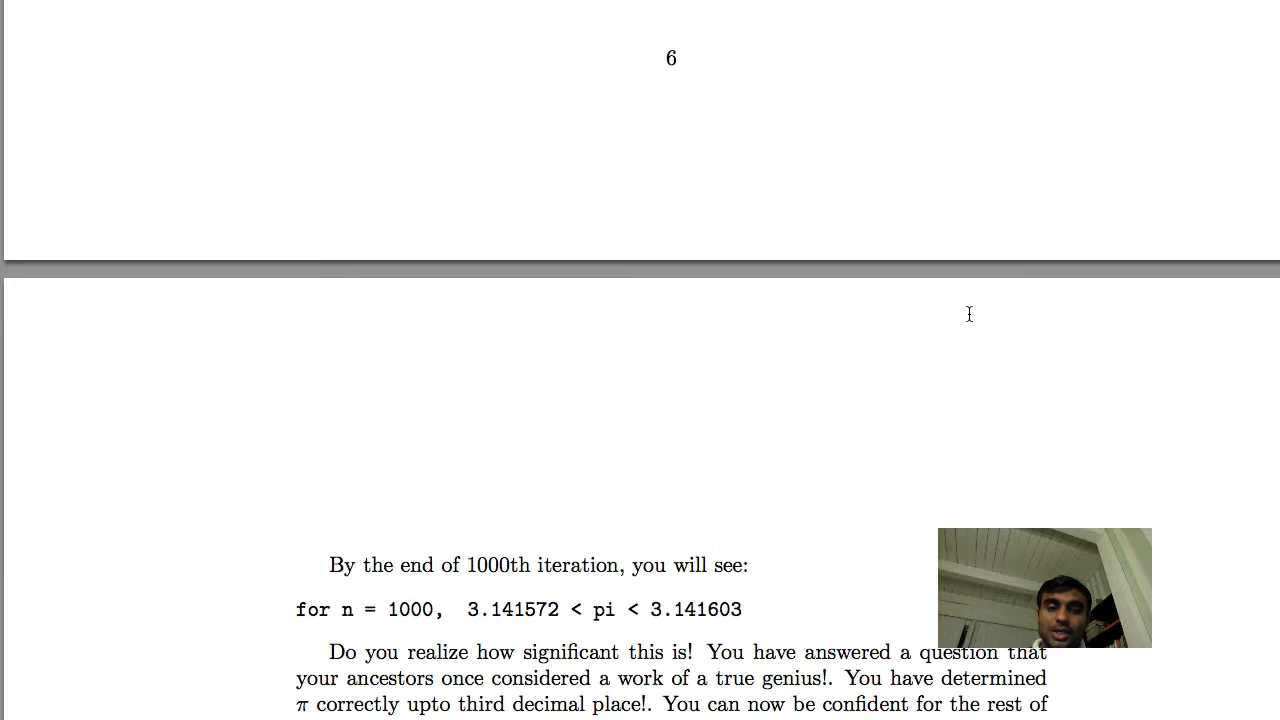 6
By the end of 1000th iteration, you will see:
for n = 1000,  3.141572 < pi < 3.141603
Do you realize how significant this is! You have answered a question that
your ancestors once considered a work of a true genius!. You have determined
π correctly upto third decimal place!. You can now be confident for the rest of